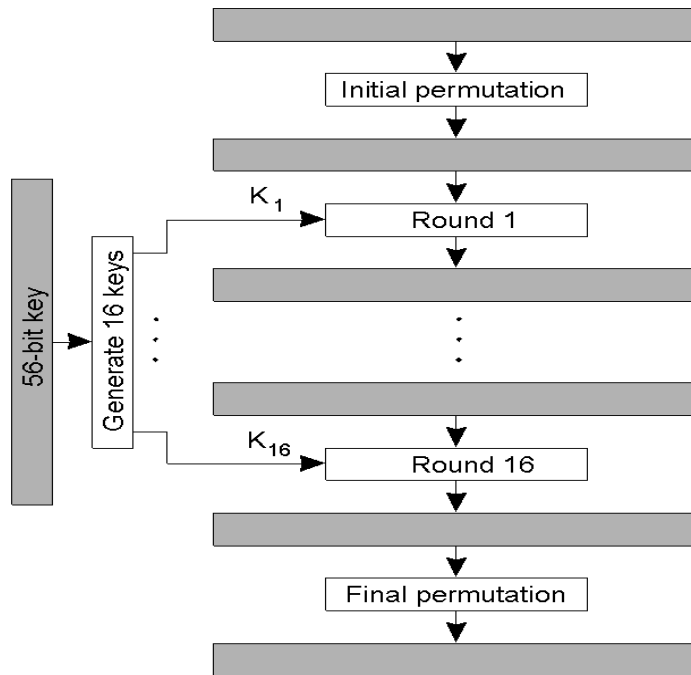 Initial permutation
K1
Round 1
56-bit key
Generate 16 keys
K16
Round 16
Final permutation